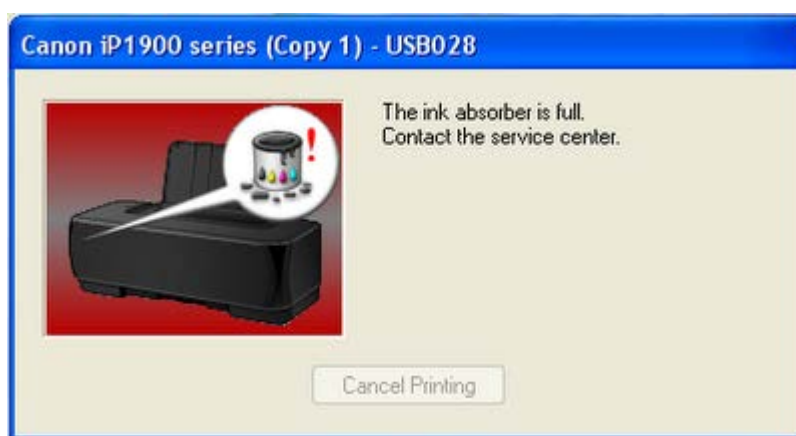 Canon iP1900 series (Copy 1) - USB028
The ink absorber is full.
Contact the service center.
Cancel Printing